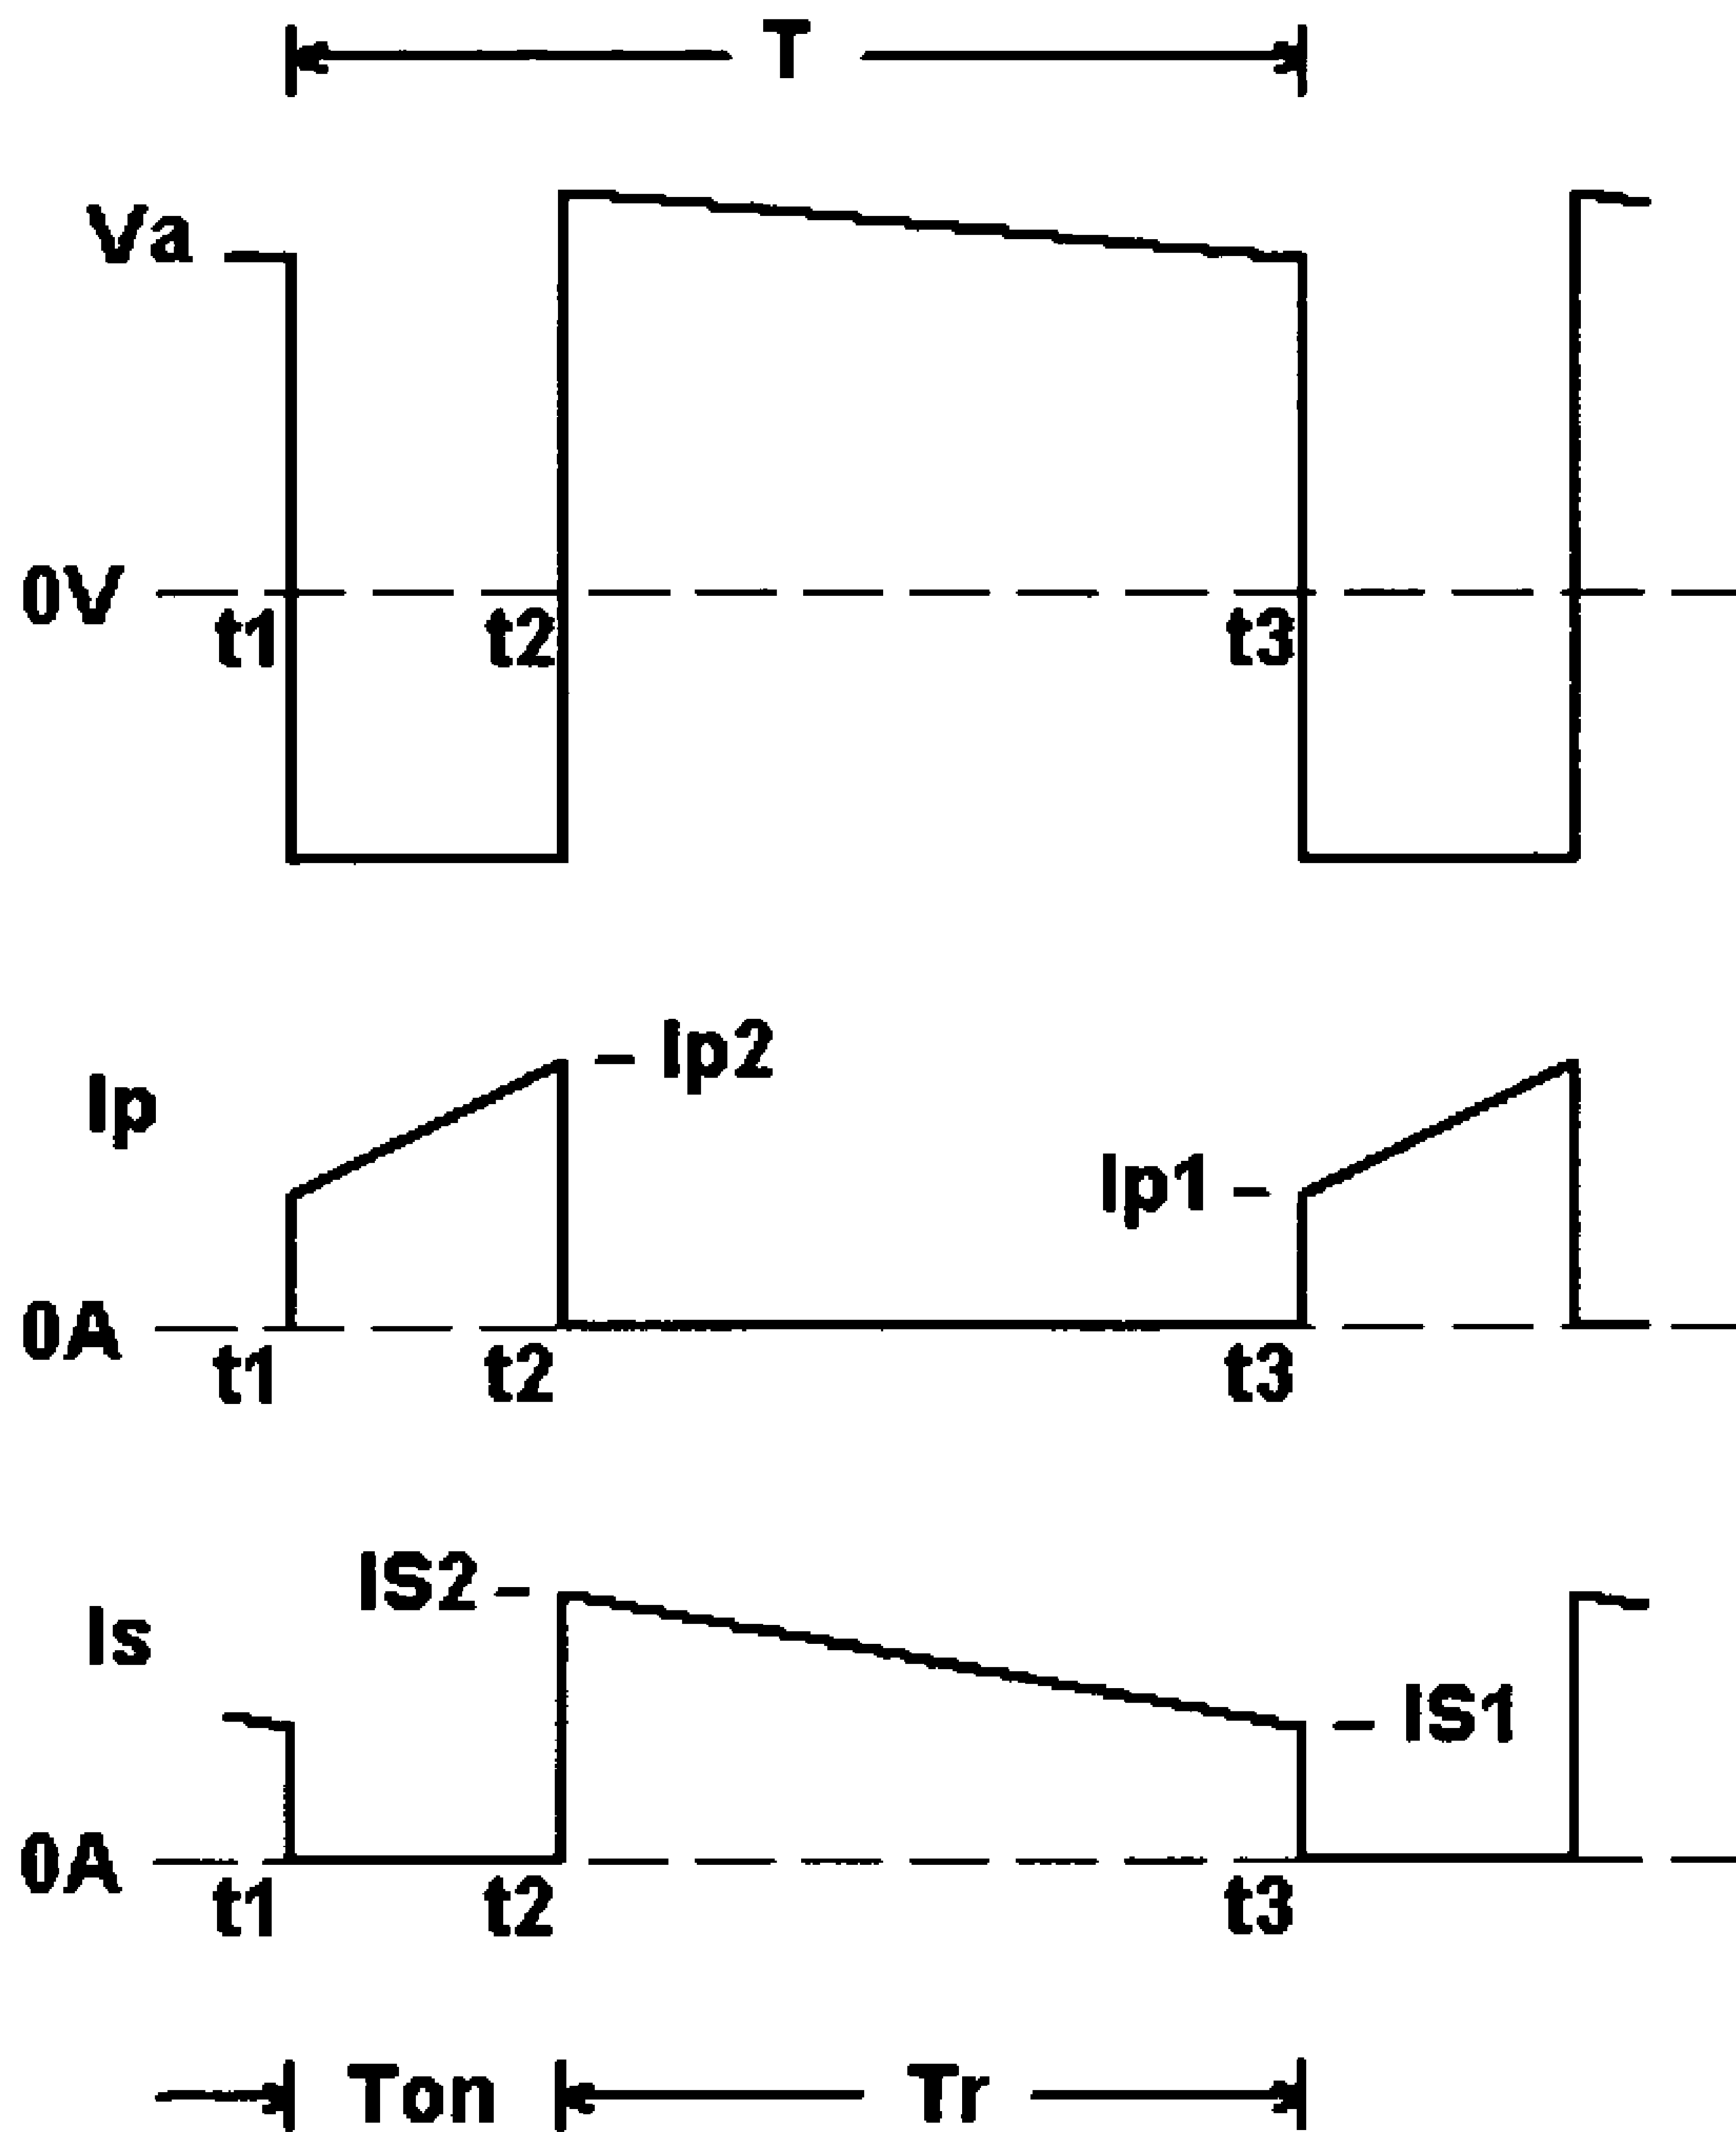 T
Va
0V
t1 t2 t3
Ip2
Ip
Ip1
0A
t1 t2 t3
IS2
Is
IS1
0A
t1 t2 t3
Ton Tr